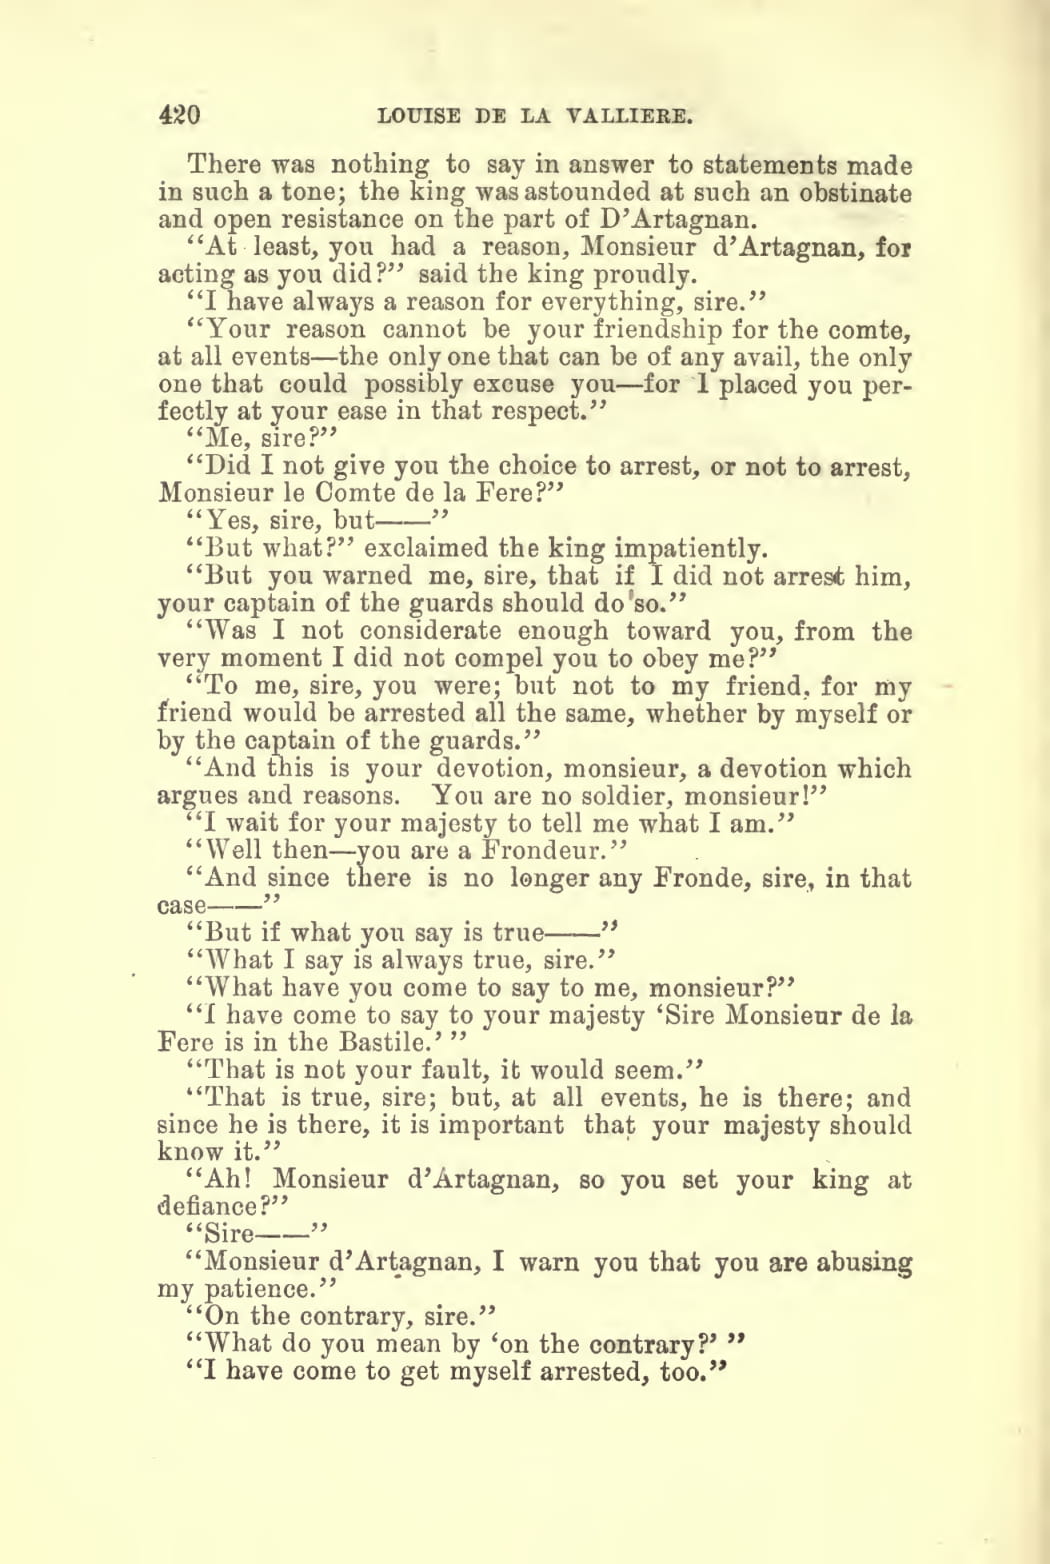 420 LOUISE DE LA VALLIERE.
There was nothing to say in answer to statements made
in such a tone; the king was astounded at such an obstinate
and open resistance on the part of D’Artagnan.
“At least, you had a reason, Monsieur d’Artagnan, for
acting as you did?” said the king proudly.
“I have always a reason for everything, sire.”
“Your reason cannot be your friendship for the comte,
at all events—the only one that can be of any avail, the only
one that could possibly excuse you—for I placed you per-
fectly at your ease in that respect.”
“Me, sire?”
“Did I not give you the choice to arrest, or not to arrest,
Monsieur le Comte de la Fere?”
“Yes, sire, but——”
“But what?” exclaimed the king impatiently.
“But you warned me, sire, that if I did not arrest him,
your captain of the guards should do so.”
“Was I not considerate enough toward you, from the
very moment I did not compel you to obey me?”
“To me, sire, you were; but not to my friend, for my
friend would be arrested all the same, whether by myself or
by the captain of the guards.”
“And this is your devotion, monsieur, a devotion which
argues and reasons. You are no soldier, monsieur!”
“I wait for your majesty to tell me what I am.”
“Well then—you are a Frondeur.”
“And since there is no longer any Fronde, sire, in that
case——”
“But if what you say is true——”
“What I say is always true, sire.”
“What have you come to say to me, monsieur?”
“I have come to say to your majesty ‘Sire Monsieur de la
Fere is in the Bastile.’ ”
“That is not your fault, it would seem.”
“That is true, sire; but, at all events, he is there; and
since he is there, it is important that your majesty should
know it.”
“Ah! Monsieur d’Artagnan, so you set your king at
defiance?”
“Sire——”
“Monsieur d’Artagnan, I warn you that you are abusing
my patience.”
“On the contrary, sire.”
“What do you mean by ‘on the contrary?’ ”
“I have come to get myself arrested, too.”